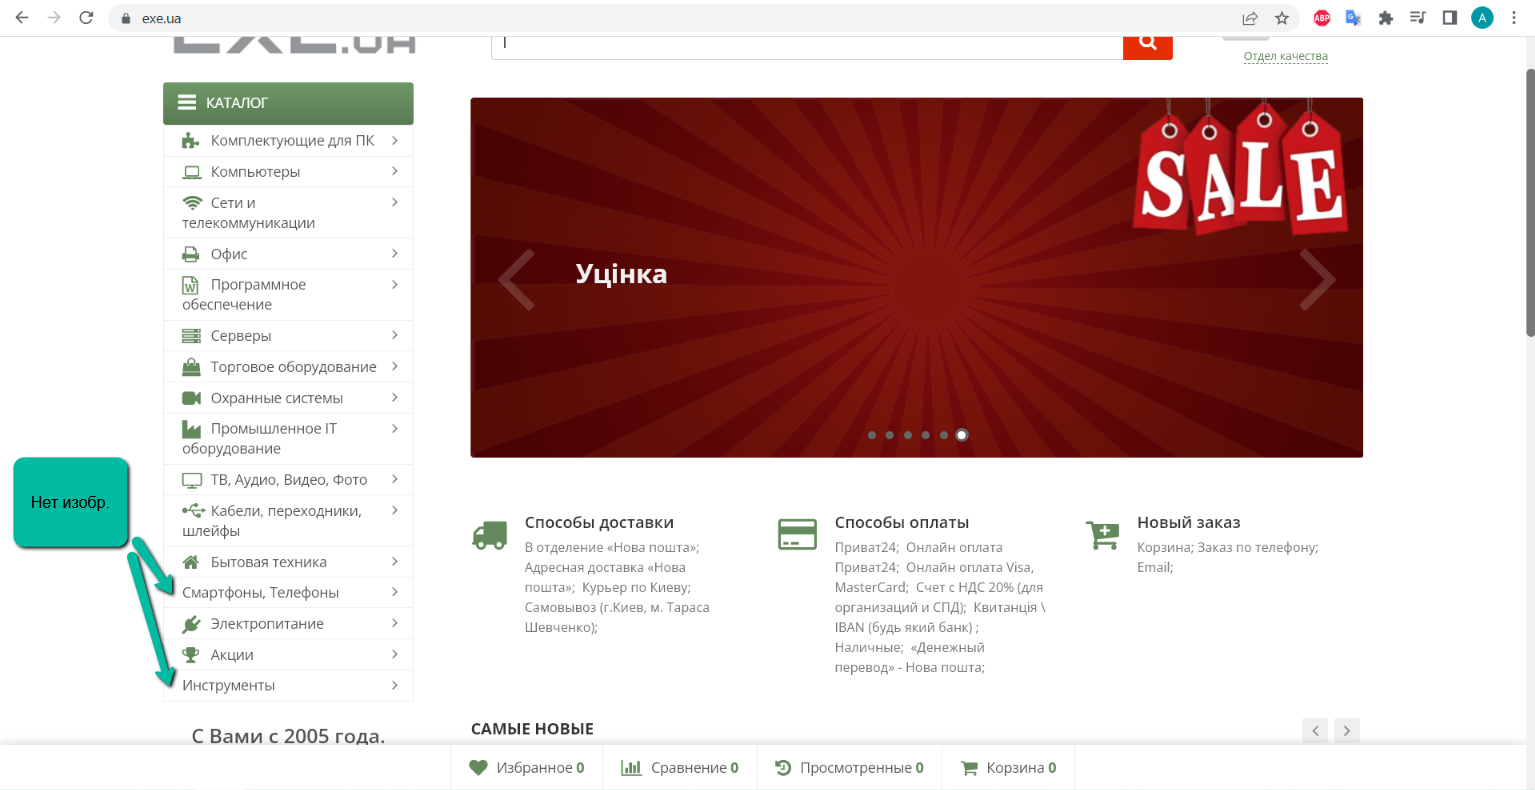 exe.ua
ABP
A
EXE.UA
Отдел качества
КАТАЛОГ
Комплектующие для ПК
Компьютеры
Сети и
телекоммуникации
Офис
Программное
обеспечение
Серверы
Торговое оборудование
Охранные системы
Промышленное IT
оборудование
ТВ, Аудио, Видео, Фото
Кабели, переходники,
шлейфы
Бытовая техника
Смартфоны, Телефоны
Электропитание
Акции
Инструменты
С Вами с 2005 года.
Нет изобр.
SALE
Уцінка
Способы доставки
В отделение «Нова пошта»;
Адресная доставка «Нова
пошта»; Курьер по Киеву;
Самовывоз (г.Киев, м. Тараса
Шевченко);
Способы оплаты
Приват24; Онлайн оплата
Приват24; Онлайн оплата Visa,
MasterCard; Счет с НДС 20% (для
организаций и СПД); Квитанція \
IBAN (будь який банк) ;
Наличные; «Денежный
перевод» - Нова пошта;
Новый заказ
Корзина; Заказ по телефону;
Email;
САМЫЕ НОВЫЕ
Избранное 0
Сравнение 0
Просмотренные 0
Корзина 0